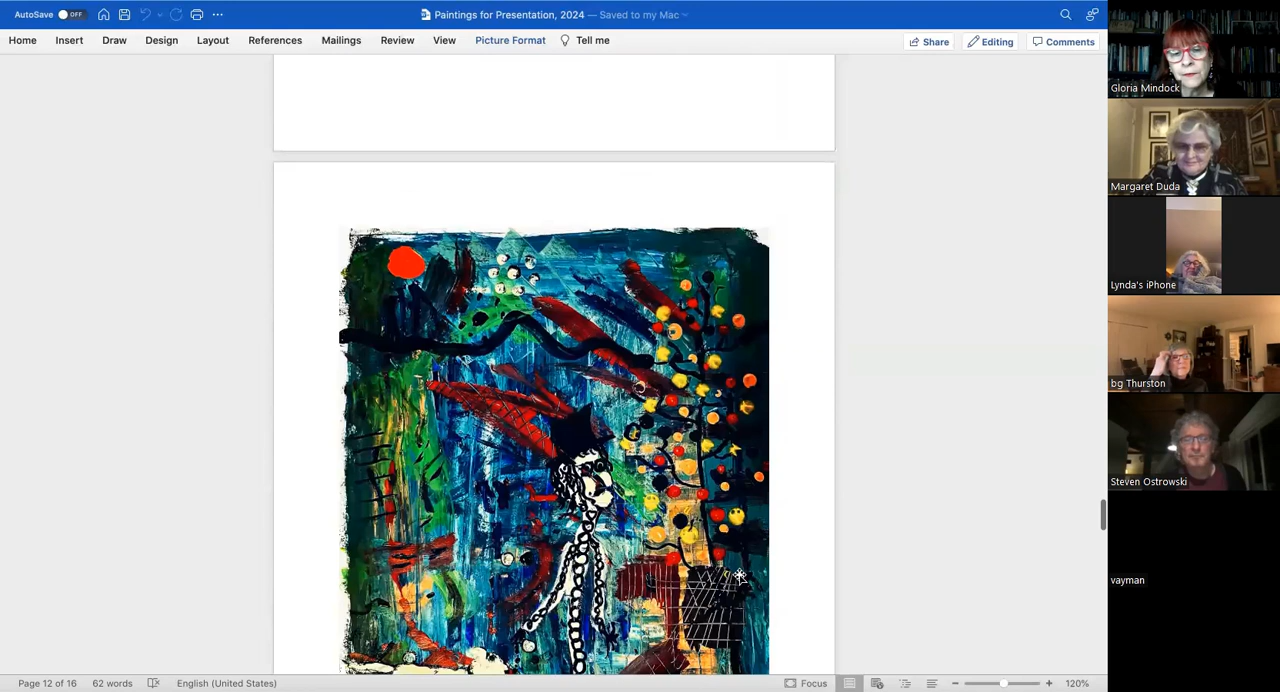 AutoSave OFF
Paintings for Presentation, 2024 — Saved to my Mac
Home Insert Draw Design Layout References Mailings Review View Picture Format Tell me
Share Editing Comments
Gloria Mindock
Margaret Duda
Lynda's iPhone
bg Thurston
Steven Ostrowski
vayman
Page 12 of 16 62 words English (United States) Focus 120%